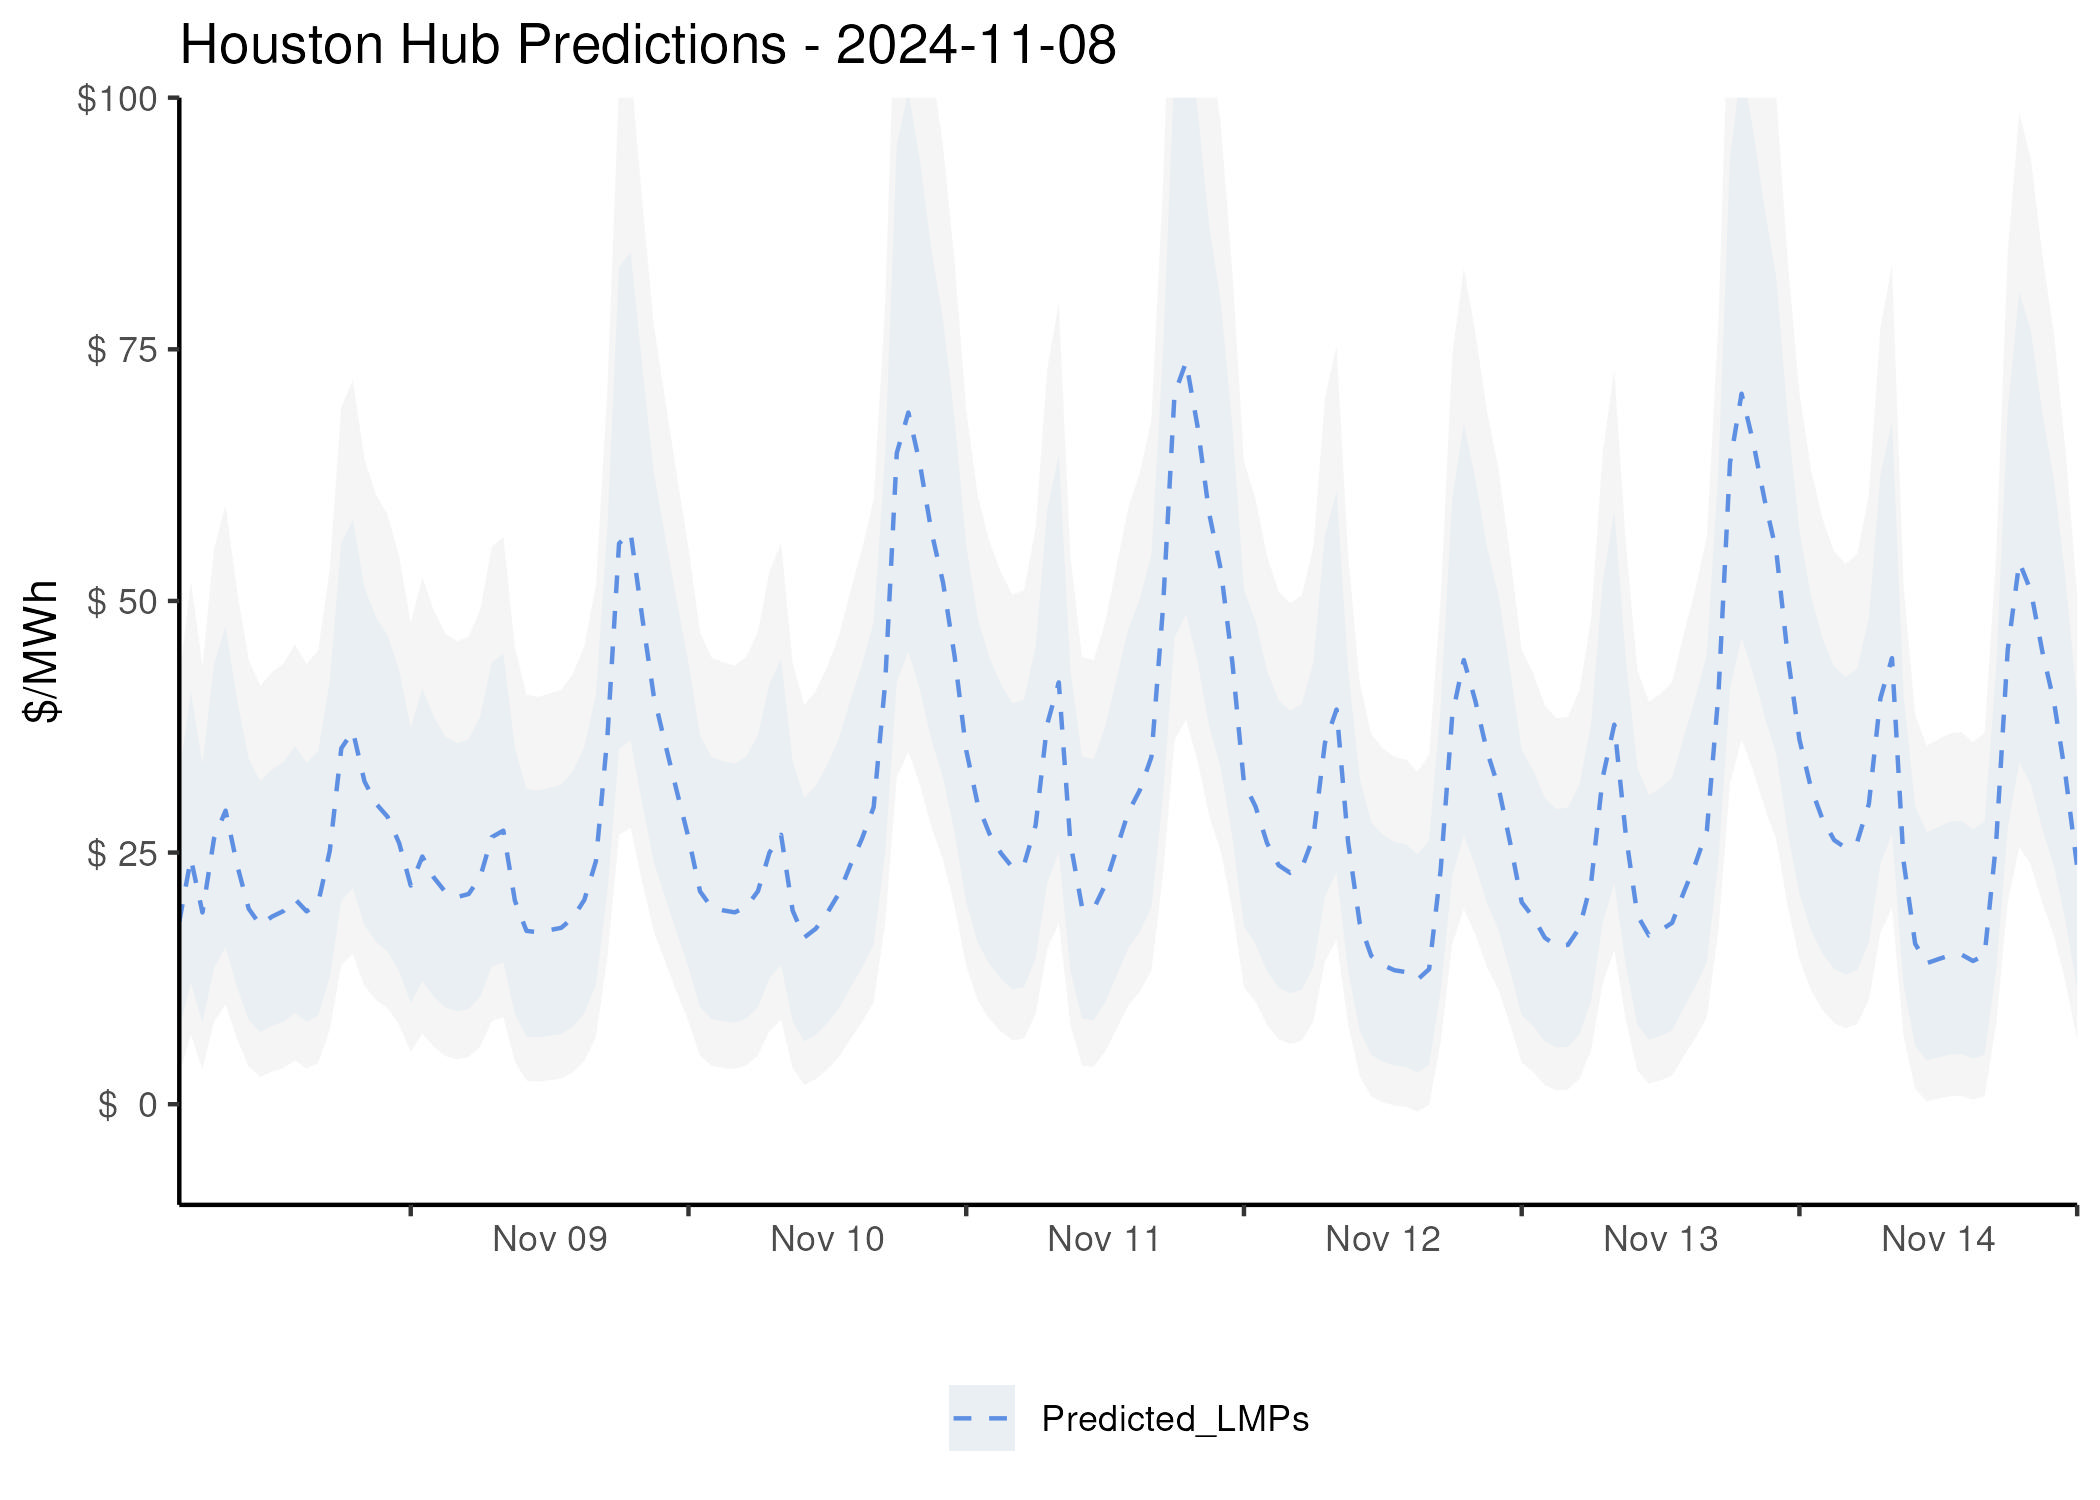 Houston Hub Predictions - 2024-11-08
$100
$ 75
$ 50
$ 25
$  0
$/MWh
Nov 09 Nov 10 Nov 11 Nov 12 Nov 13 Nov 14
Predicted_LMPs